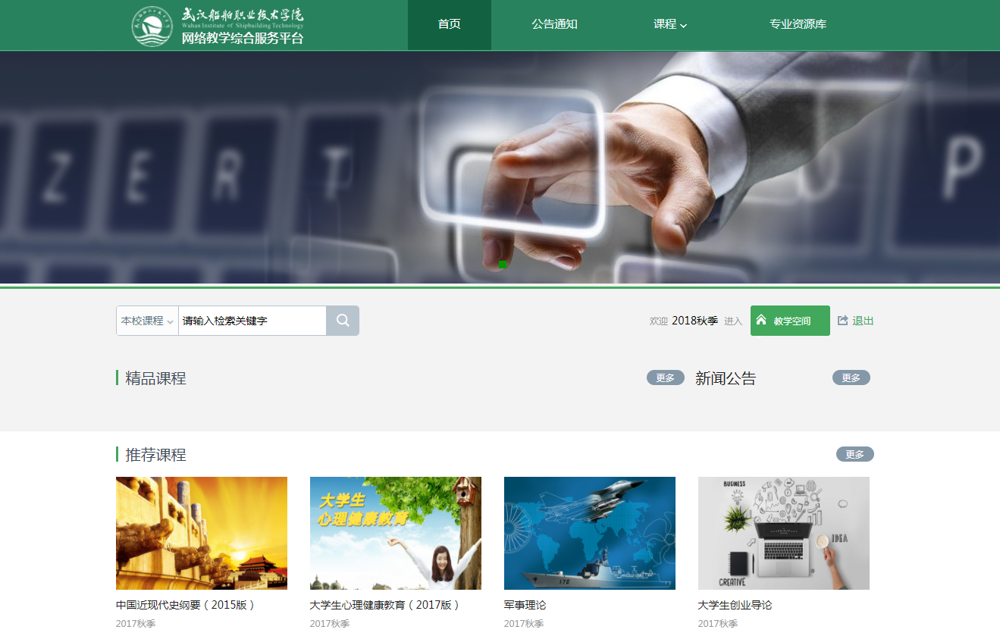 武汉船舶职业技术学院
Wuhan Institute of Shipbuilding Technology
网络教学综合服务平台
首页
公告通知
课程
专业资源库
Z E R T U P
本校课程
请输入检索关键字
欢迎 2018秋季 进入
教学空间
退出
精品课程
更多
新闻公告
更多
推荐课程
更多
大学生
心理健康教育
170
BUSINESS
IDEA
CREATIVE
中国近现代史纲要（2015版）
大学生心理健康教育（2017版）
军事理论
大学生创业导论
2017秋季
2017秋季
2017秋季
2017秋季